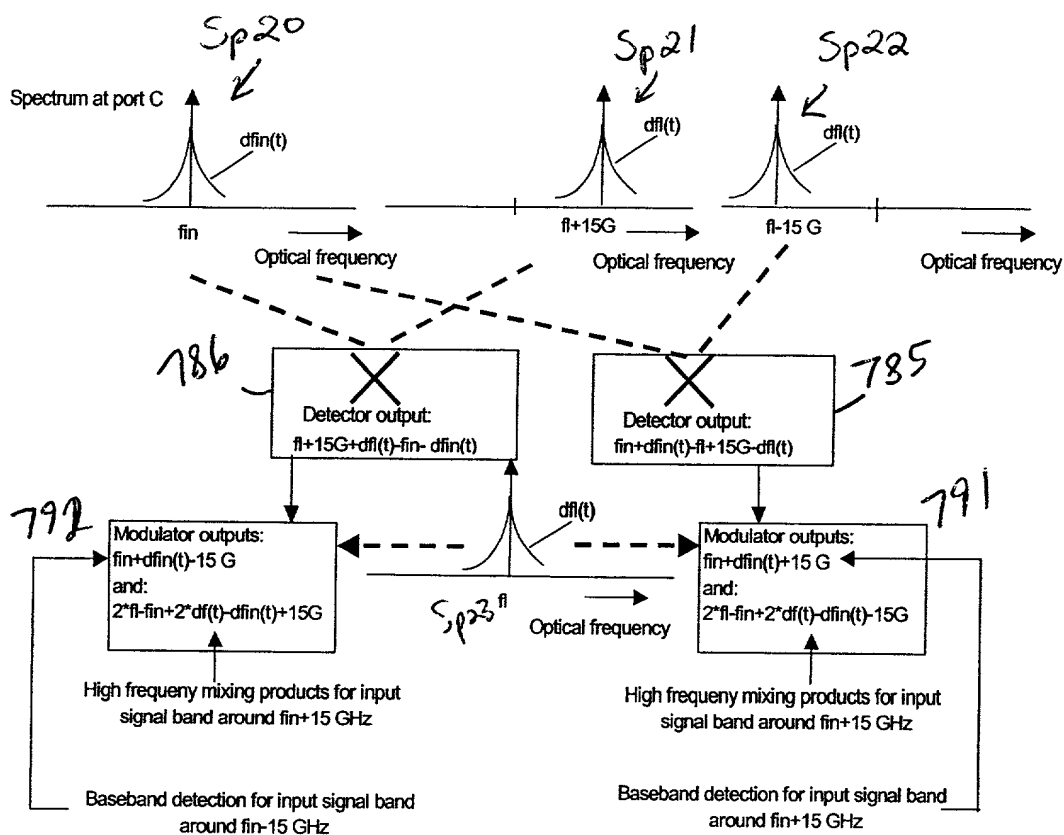 Sp20
Sp21
Sp22
Spectrum at port C
dfin(t)
dfl(t)
dfl(t)
fin
fl+15G
fl-15 G
Optical frequency
Optical frequency
Optical frequency
786
785
Detector output:
fl+15G+dfl(t)-fin- dfin(t)
Detector output:
fin+dfin(t)-fl+15G-dfl(t)
792
791
dfl(t)
Modulator outputs:
fin+dfin(t)-15 G
and:
2*fl-fin+2*df(t)-dfin(t)+15G
Modulator outputs:
fin+dfin(t)+15 G
and:
2*fl-fin+2*df(t)-dfin(t)-15G
Sp23
fl
Optical frequency
High frequeny mixing products for input
signal band around fin+15 GHz
High frequeny mixing products for input
signal band around fin+15 GHz
Baseband detection for input signal band
around fin-15 GHz
Baseband detection for input signal band
around fin+15 GHz